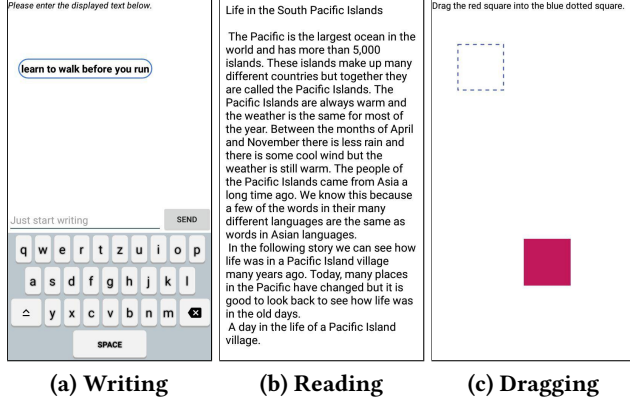 Please enter the displayed text below.
learn to walk before you run
Just start writing
SEND
q w e r t z u i o p
a s d f g h j k l
y x c v b n m
SPACE
(a) Writing
Life in the South Pacific Islands
The Pacific is the largest ocean in the
world and has more than 5,000
islands. These islands make up many
different countries but together they
are called the Pacific Islands. The
Pacific Islands are always warm and
the weather is the same for most of
the year. Between the months of April
and November there is less rain and
there is some cool wind but the
weather is still warm. The people of
the Pacific Islands came from Asia a
long time ago. We know this because
a few of the words in their many
different languages are the same as
words in Asian languages.
In the following story we can see how
life was in a Pacific Island village
many years ago. Today, many places
in the Pacific have changed but it is
good to look back to see how life was
in the old days.
A day in the life of a Pacific Island
village.
(b) Reading
Drag the red square into the blue dotted square.
(c) Dragging